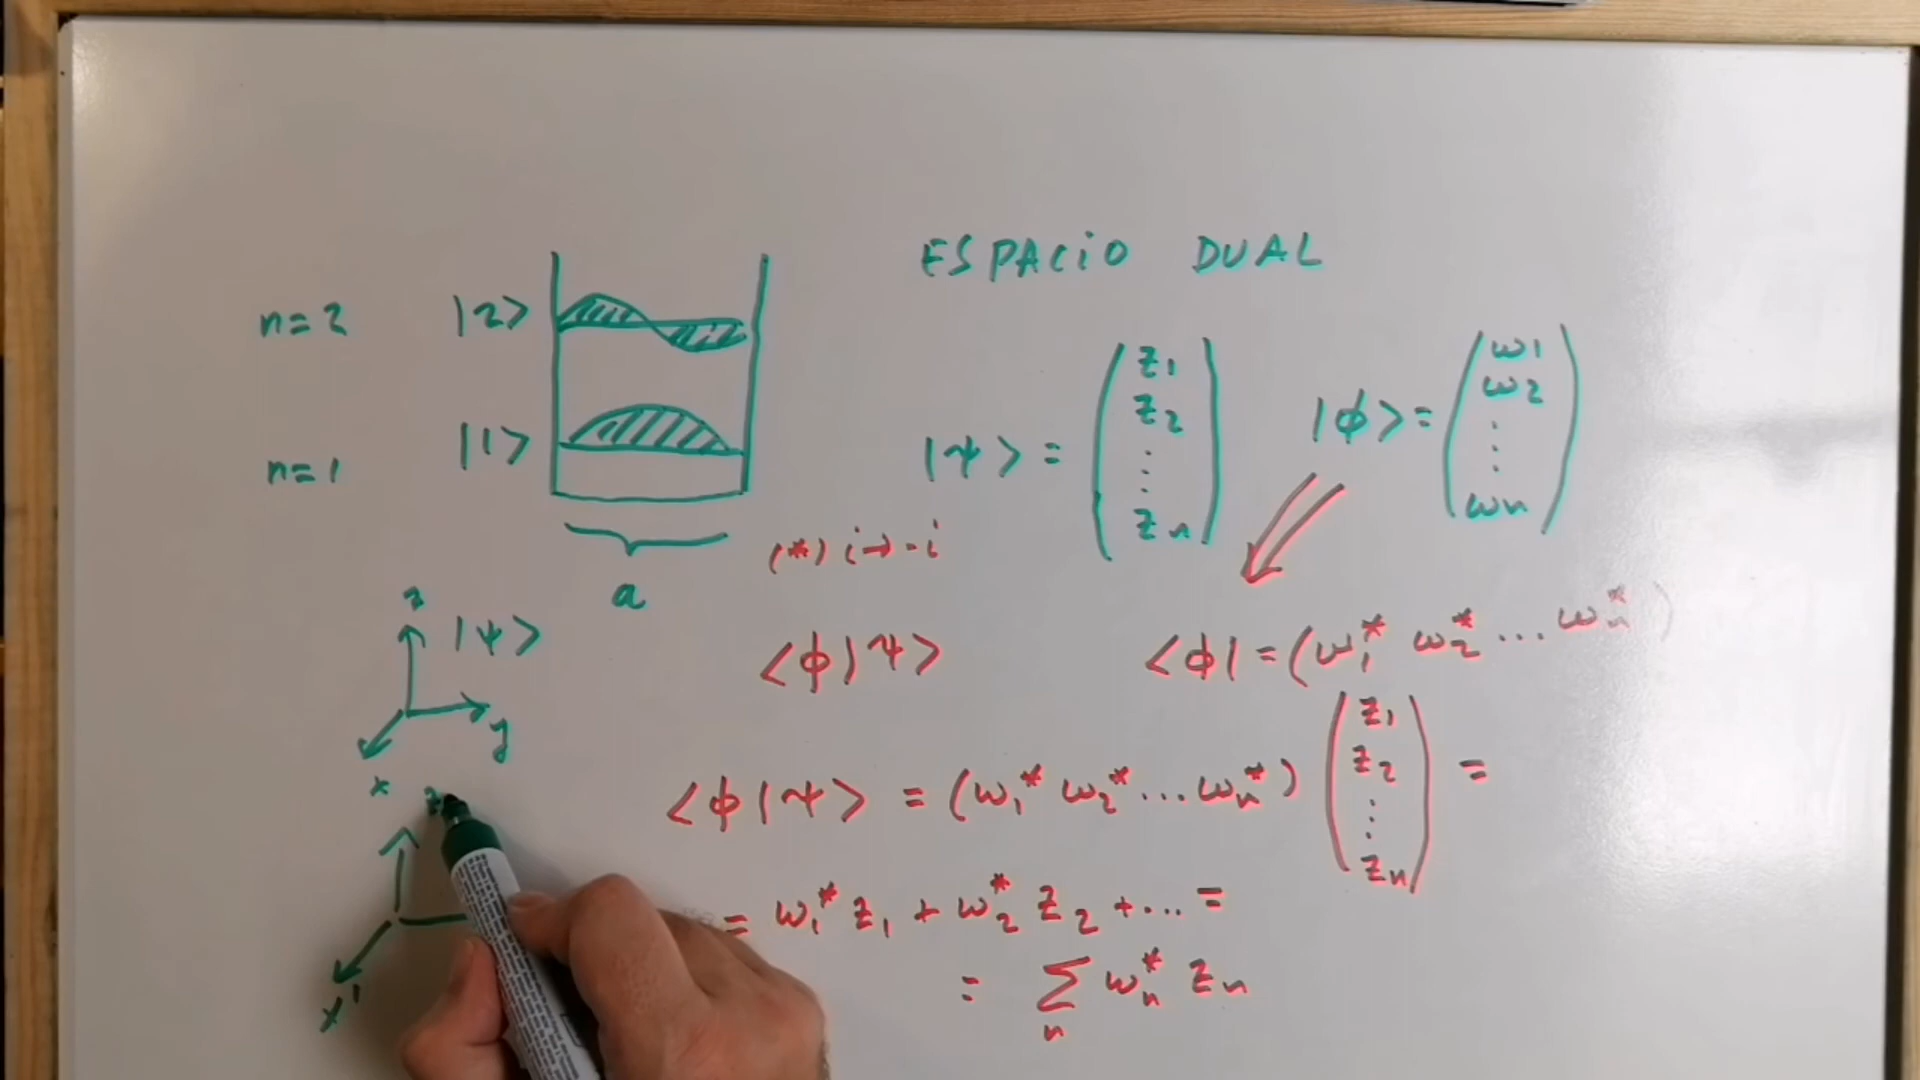 ESPACIO DUAL
n=2 |2>
n=1 |1>
a
|ψ> = (z1 z2 ⋮ zn)
|ϕ> = (ω1 ω2 ⋮ ωn)
(*) i → -i
z |ψ>
y
x
<ϕ|ψ>
<ϕ| = (ω1* ω2* ... ωn*)
<ϕ|ψ> = (ω1* ω2* ... ωn*) (z1 z2 ⋮ zn) =
= ω1* z1 + ω2* z2 + ... =
= ∑n ωn* zn
z
x'